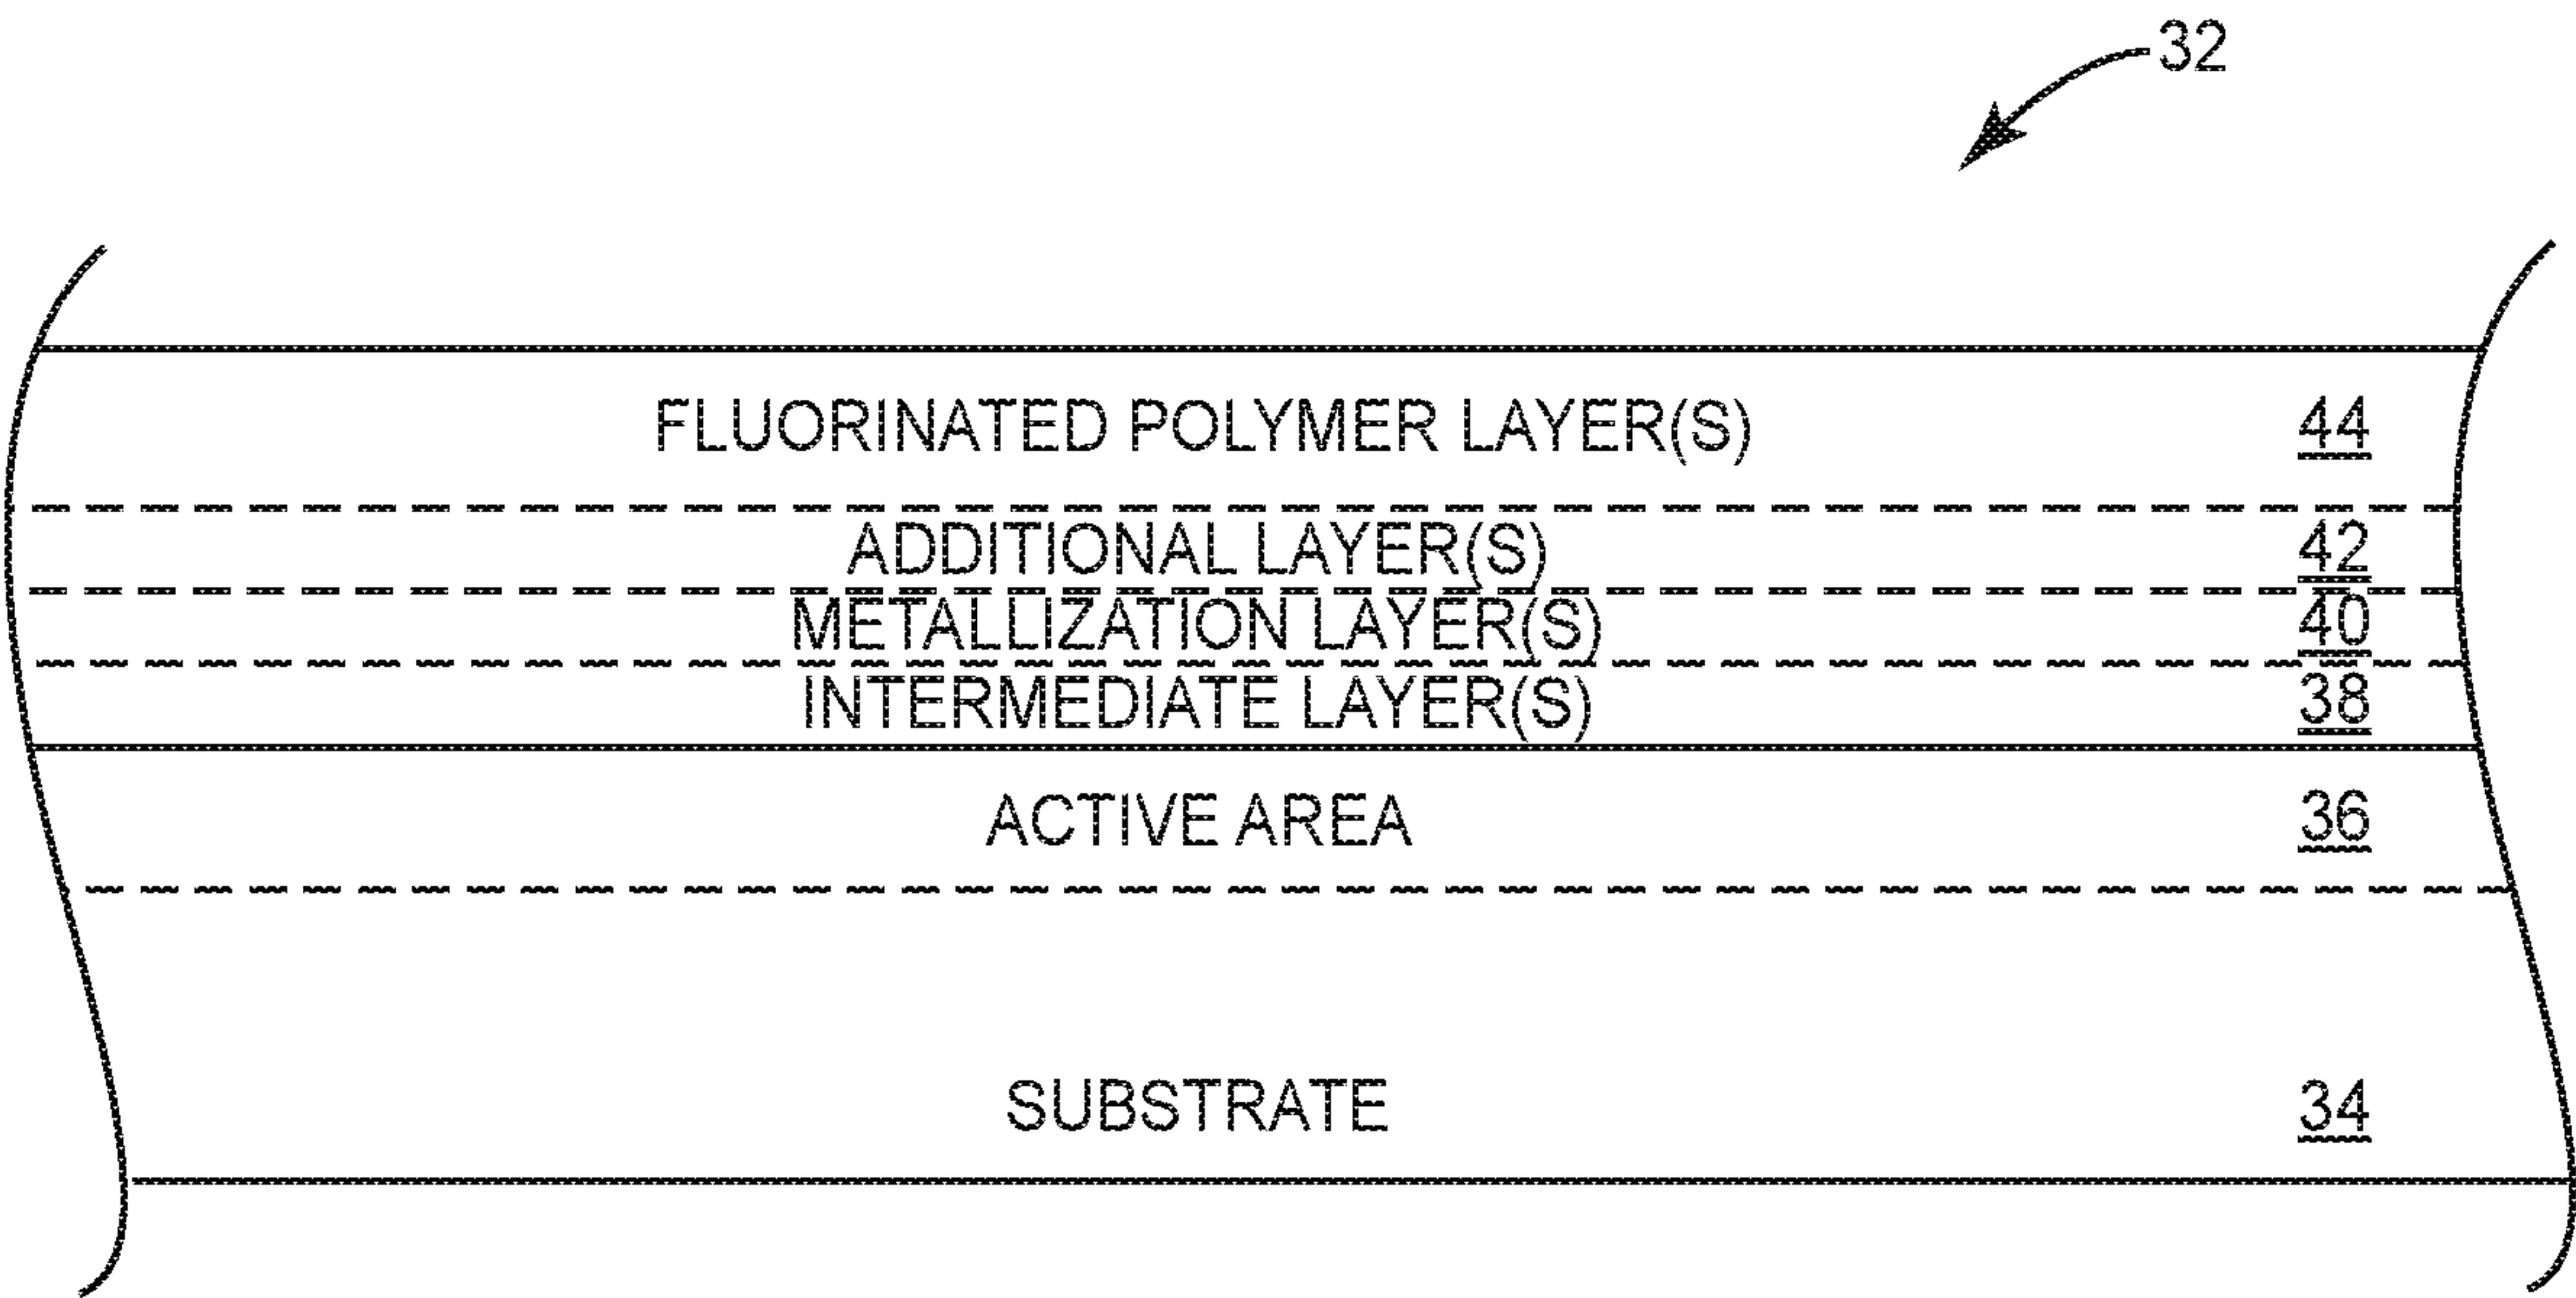 32
FLUORINATED POLYMER LAYER(S) 44
ADDITIONAL LAYER(S) 42
METALLIZATION LAYER(S) 40
INTERMEDIATE LAYER(S) 38
ACTIVE AREA 36
SUBSTRATE 34